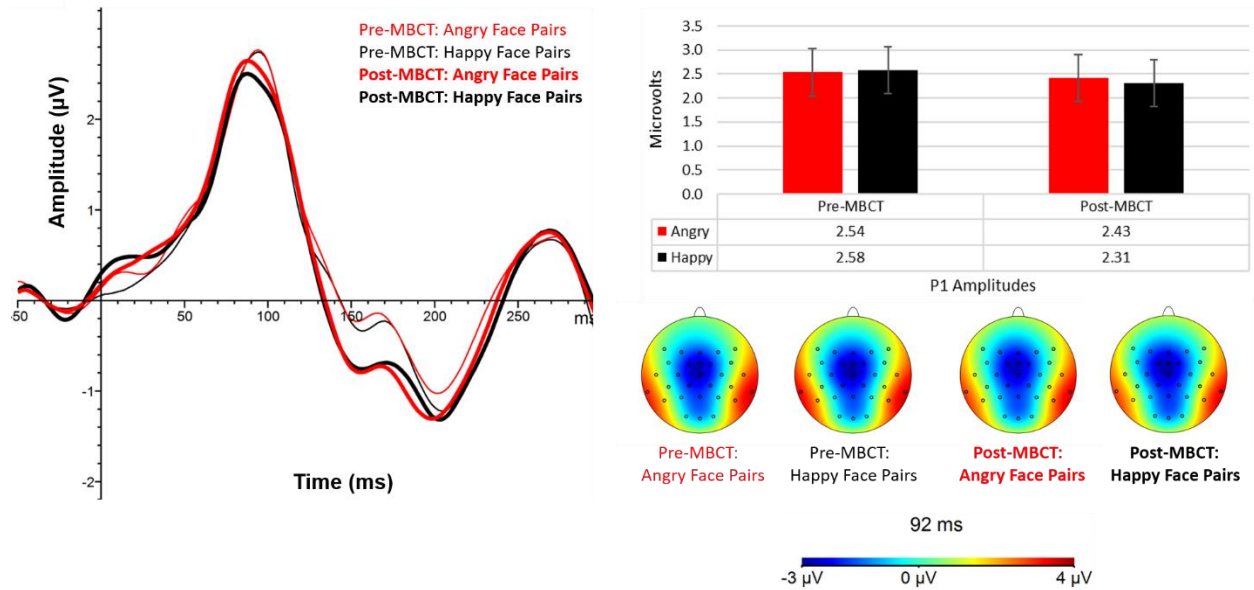 Pre-MBCT: Angry Face Pairs
Pre-MBCT: Happy Face Pairs
Post-MBCT: Angry Face Pairs
Post-MBCT: Happy Face Pairs
Amplitude (µV)
2
1
-1
-2
-50 50 100 150 200 250 ms
Time (ms)
Microvolts
3.5
3.0
2.5
2.0
1.5
1.0
0.5
0.0
Pre-MBCT Post-MBCT
Angry 2.54 2.43
Happy 2.58 2.31
P1 Amplitudes
Pre-MBCT: Pre-MBCT: Post-MBCT: Post-MBCT:
Angry Face Pairs Happy Face Pairs Angry Face Pairs Happy Face Pairs
92 ms
-3 µV 0 µV 4 µV